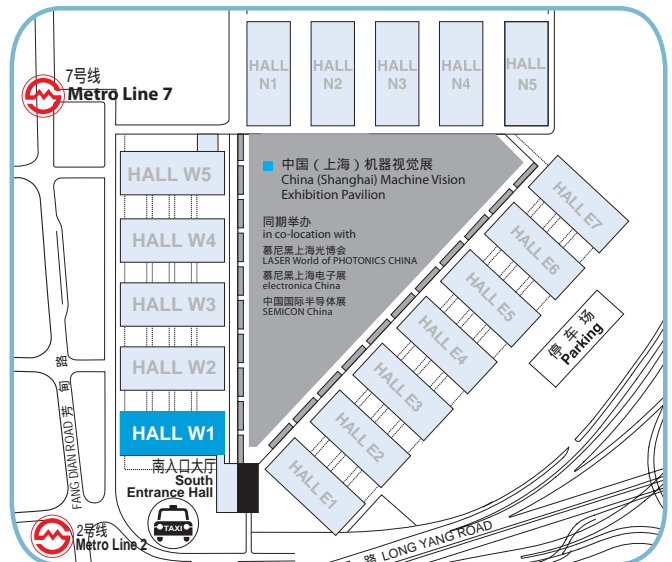 HALL
N1
HALL
N2
HALL
N3
HALL
N4
HALL
N5
7号线
Metro Line 7
中国（上海）机器视觉展
China (Shanghai) Machine Vision
Exhibition Pavilion
同期举办
in co-location with
慕尼黑上海光博会
LASER World of PHOTONICS CHINA
慕尼黑上海电子展
electronica China
中国国际半导体展
SEMICON China
HALL W5
HALL W4
HALL W3
HALL W2
HALL W1
HALL E7
HALL E6
HALL E5
HALL E4
HALL E3
HALL E2
HALL E1
停车场
Parking
南入口大厅
South
Entrance Hall
TAXI
FANG DIAN ROAD 芳甸路
2号线
Metro Line 2
路 LONG YANG ROAD